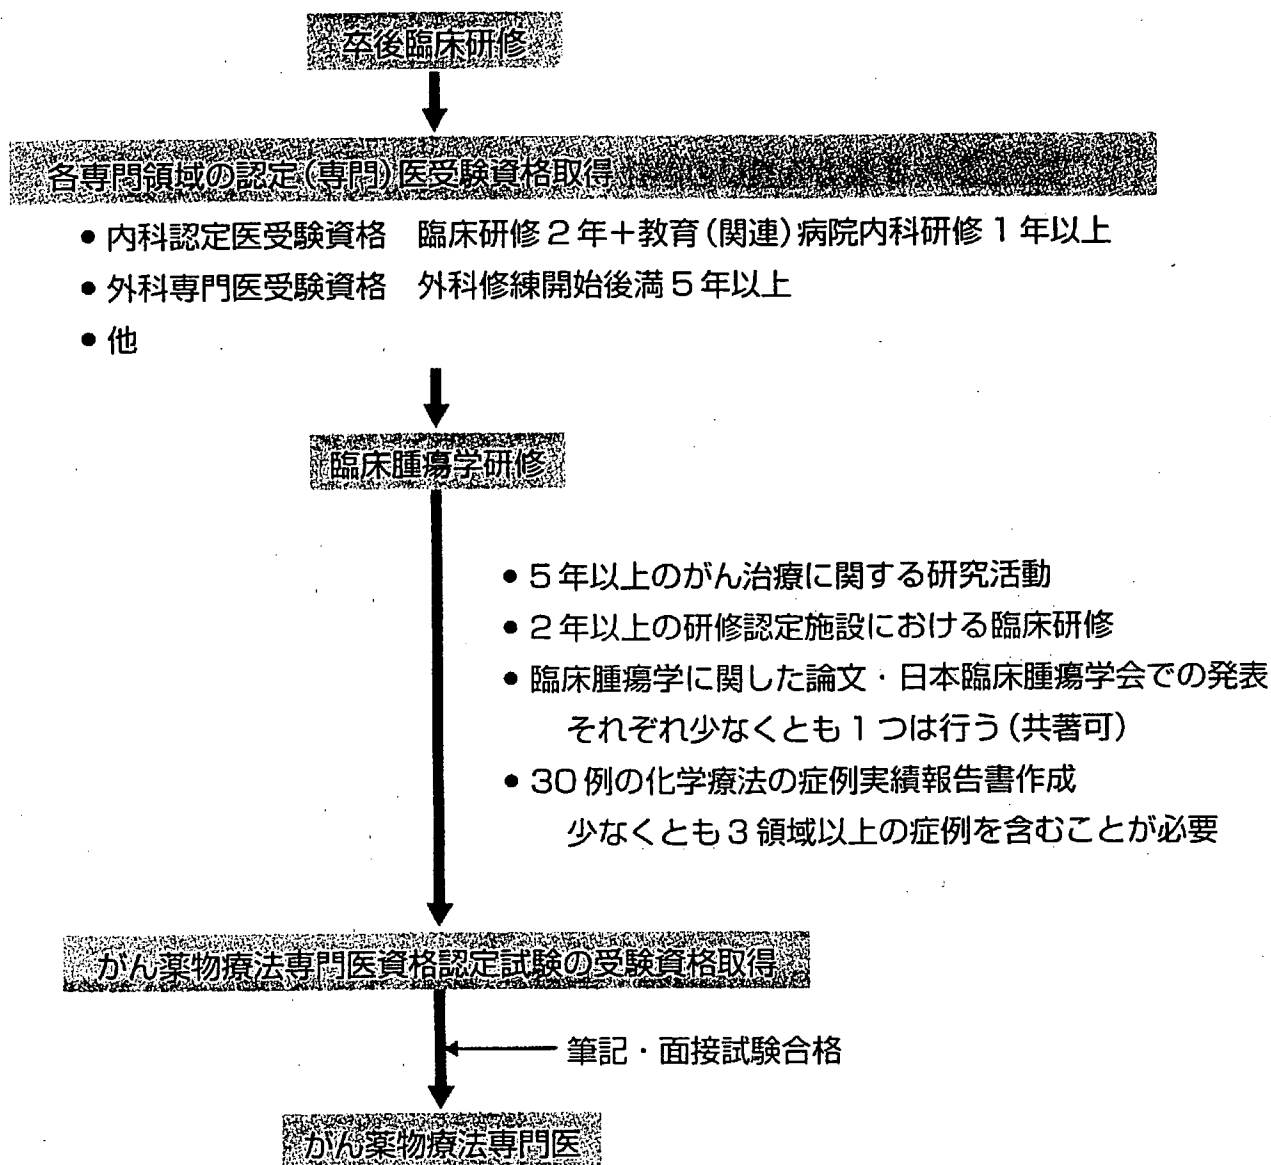 卒後臨床研修
各専門領域の認定(専門)医受験資格取得
● 内科認定医受験資格　臨床研修2年＋教育(関連)病院内科研修1年以上
● 外科専門医受験資格　外科修練開始後満5年以上
● 他
臨床腫瘍学研修
● 5年以上のがん治療に関する研究活動
● 2年以上の研修認定施設における臨床研修
● 臨床腫瘍学に関した論文・日本臨床腫瘍学会での発表
それぞれ少なくとも1つは行う(共著可)
● 30例の化学療法の症例実績報告書作成
少なくとも3領域以上の症例を含むことが必要
がん薬物療法専門医資格認定試験の受験資格取得
筆記・面接試験合格
がん薬物療法専門医